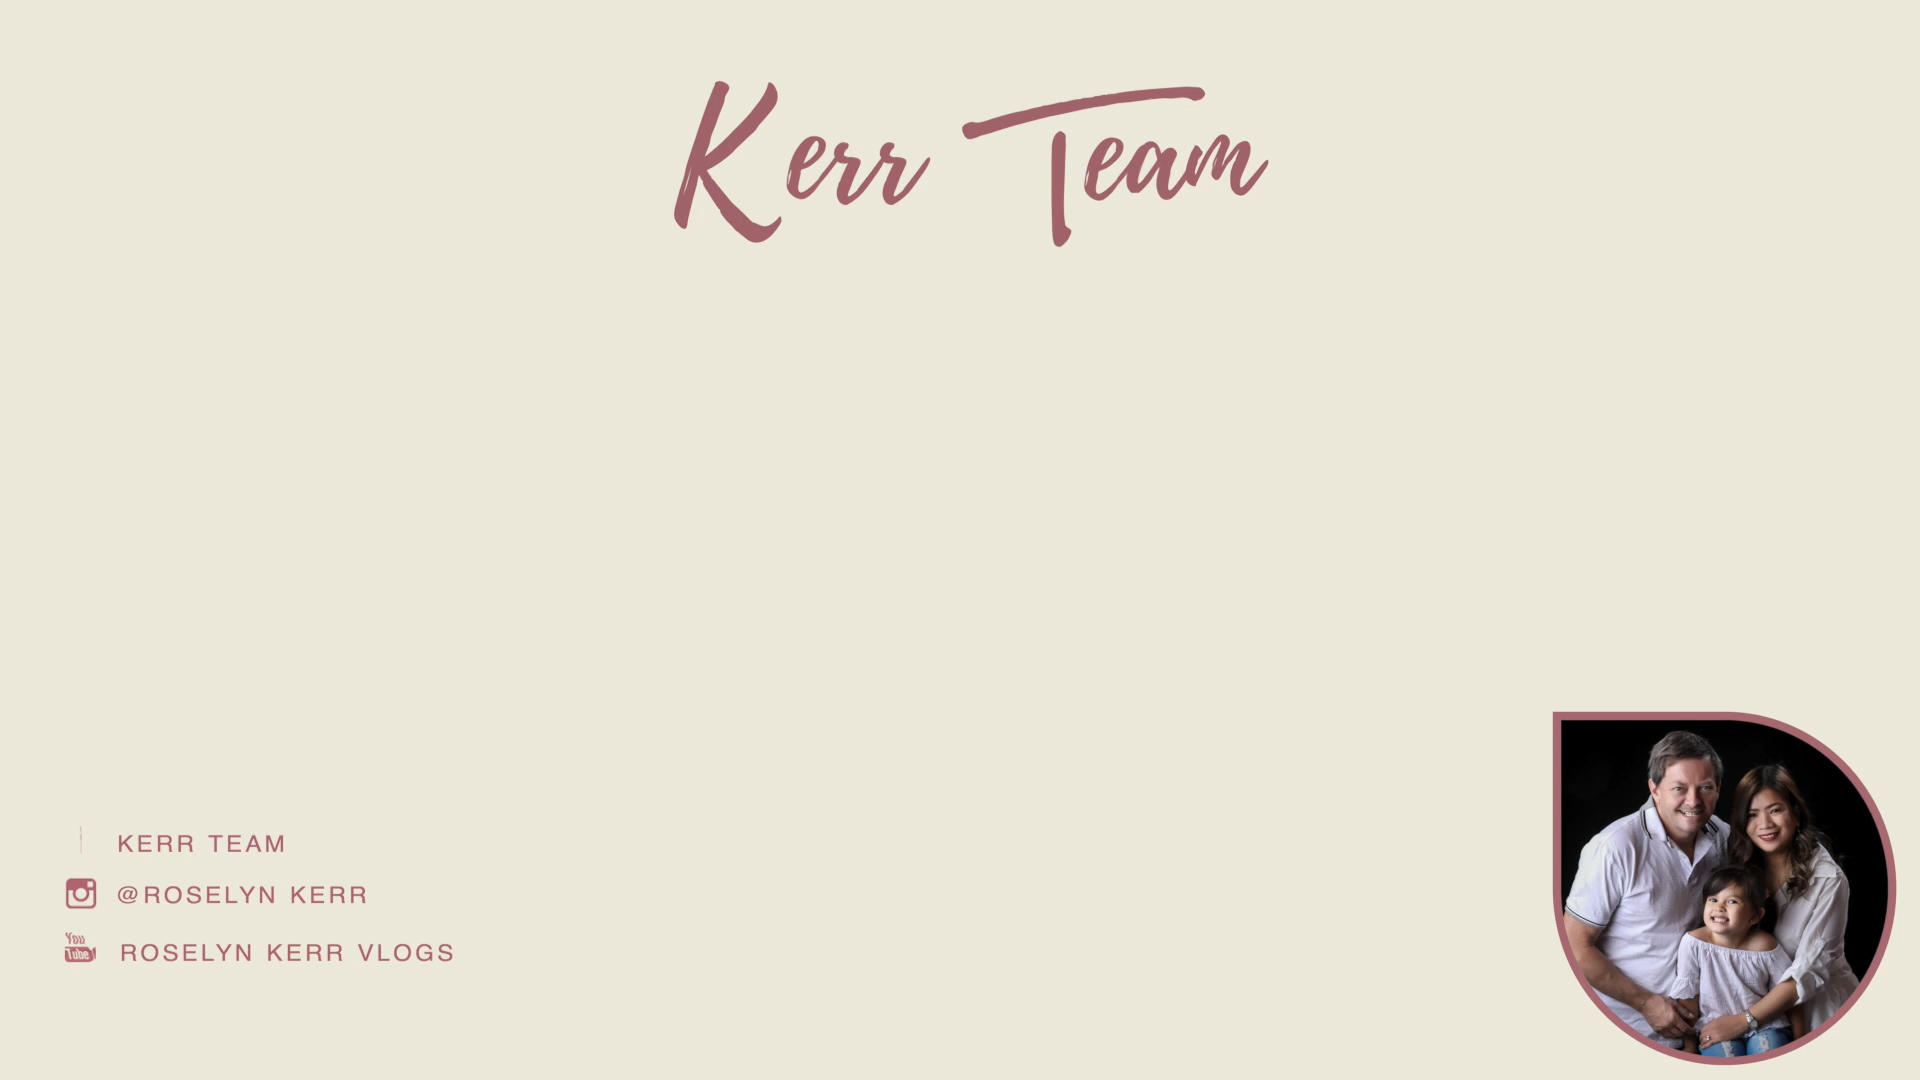 Kerr Team
KERR TEAM
@ROSELYN KERR
You
Tube
ROSELYN KERR VLOGS